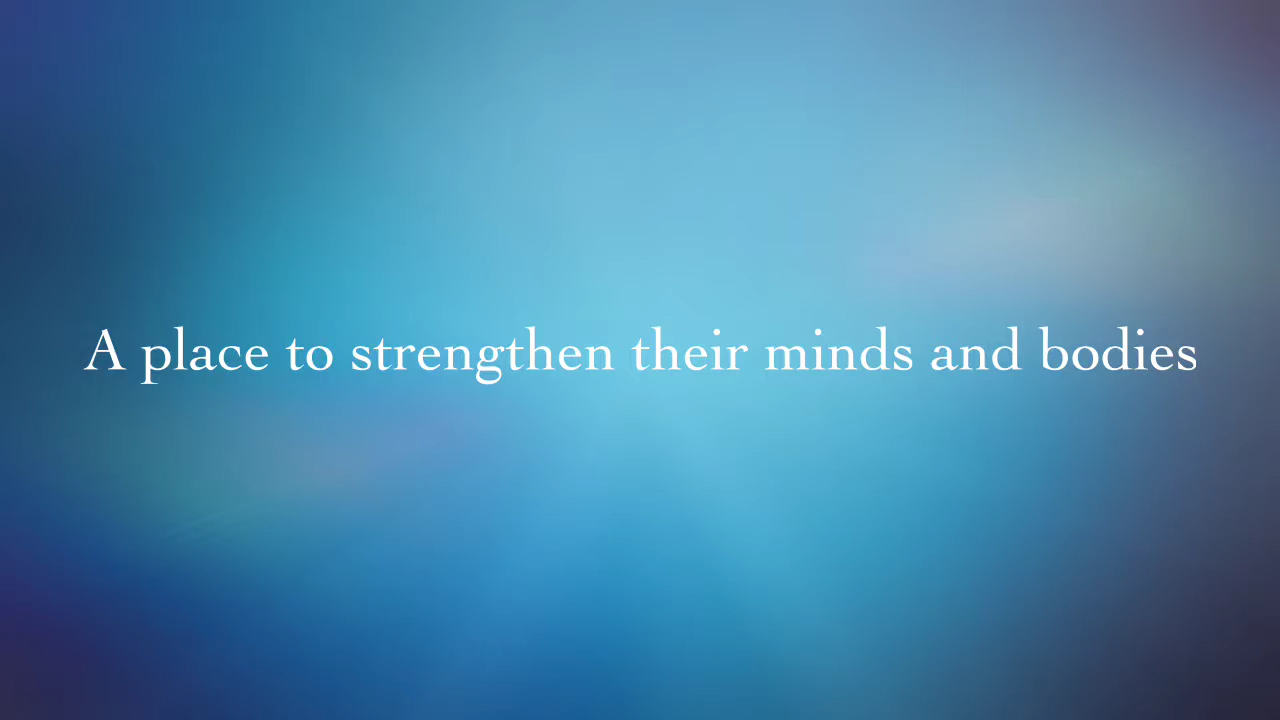 A place to strengthen their minds and bodies